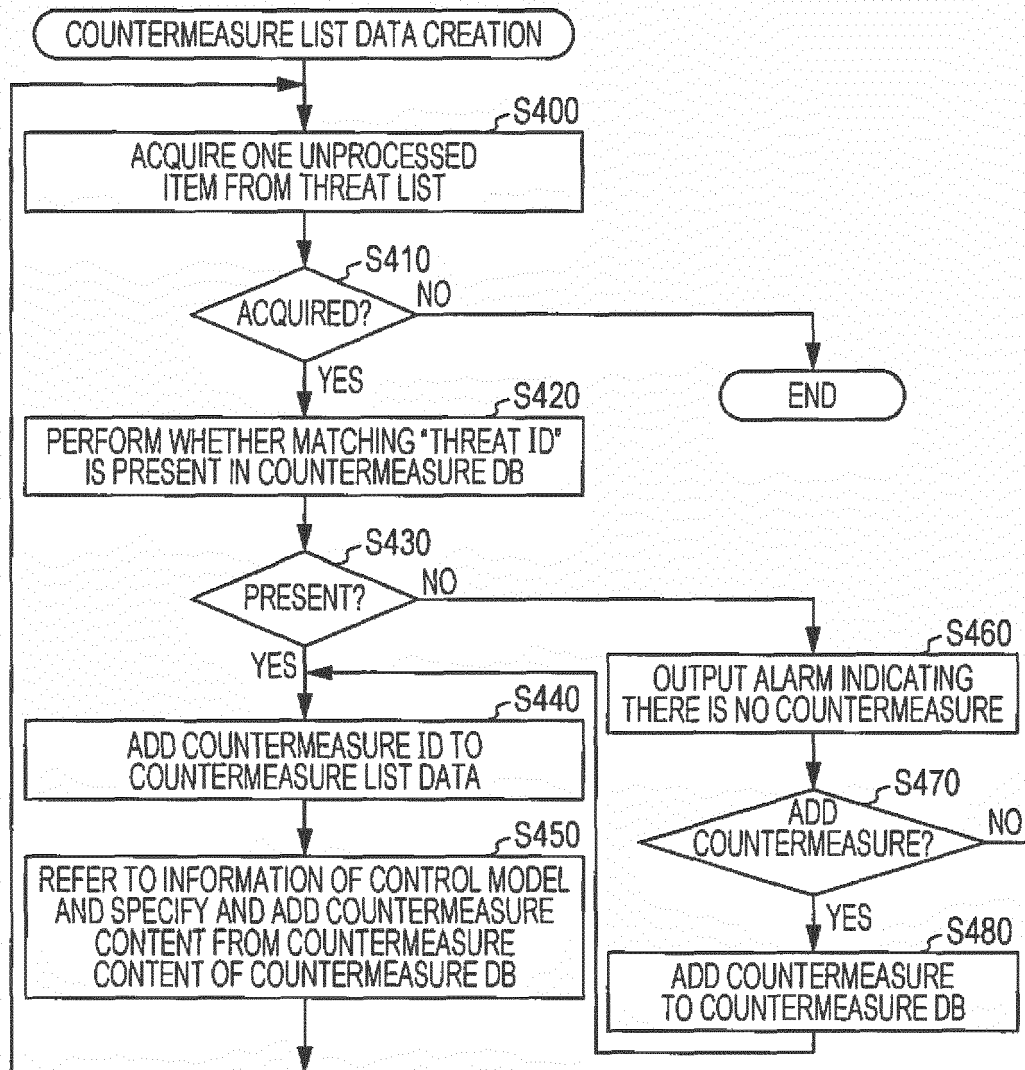 COUNTERMEASURE LIST DATA CREATION
S400
ACQUIRE ONE UNPROCESSED
ITEM FROM THREAT LIST
S410
ACQUIRED?
NO
YES
END
S420
PERFORM WHETHER MATCHING "THREAT ID"
IS PRESENT IN COUNTERMEASURE DB
S430
PRESENT?
NO
YES
S460
OUTPUT ALARM INDICATING
THERE IS NO COUNTERMEASURE
S440
ADD COUNTERMEASURE ID TO
COUNTERMEASURE LIST DATA
S470
ADD
COUNTERMEASURE?
NO
YES
S450
REFER TO INFORMATION OF CONTROL MODEL
AND SPECIFY AND ADD COUNTERMEASURE
CONTENT FROM COUNTERMEASURE
CONTENT OF COUNTERMEASURE DB
S480
ADD COUNTERMEASURE
TO COUNTERMEASURE DB